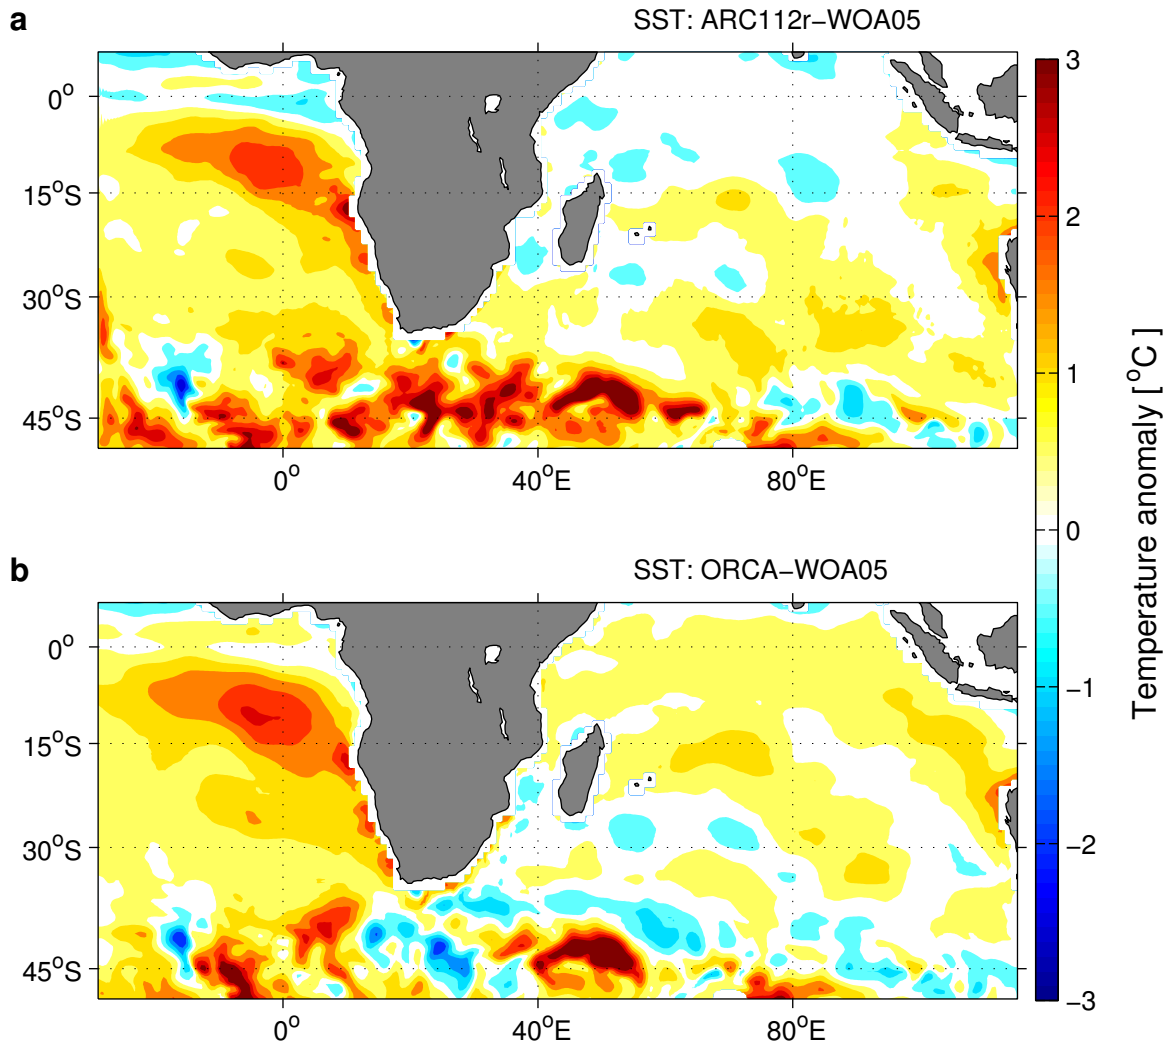 a
SST: ARC112r−WOA05
0°
15°S
30°S
45°S
0°
40°E
80°E
b
SST: ORCA−WOA05
0°
15°S
30°S
45°S
0°
40°E
80°E
3
2
1
0
−1
−2
−3
Temperature anomaly [°C ]